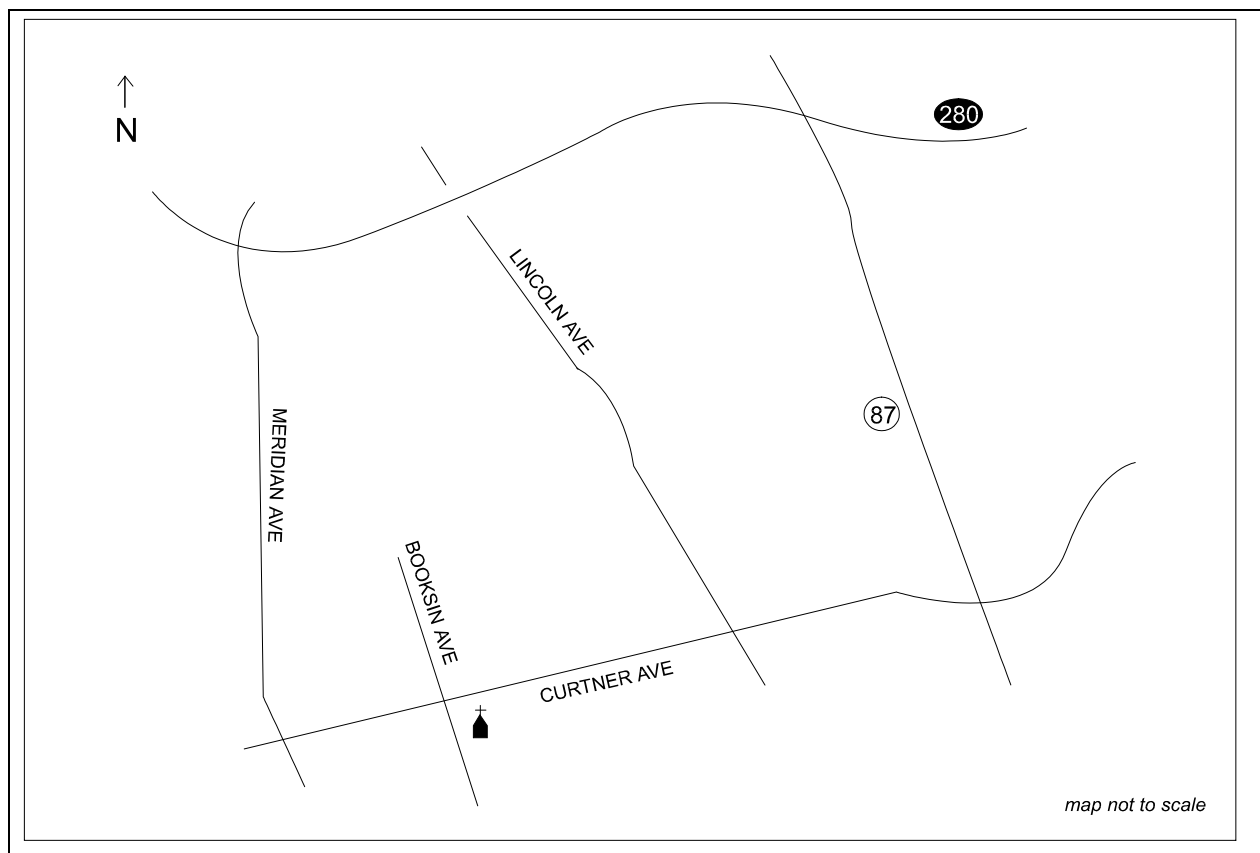 280
N
LINCOLN AVE
87
MERIDIAN AVE
BOOKSIN AVE
CURTNER AVE
map not to scale